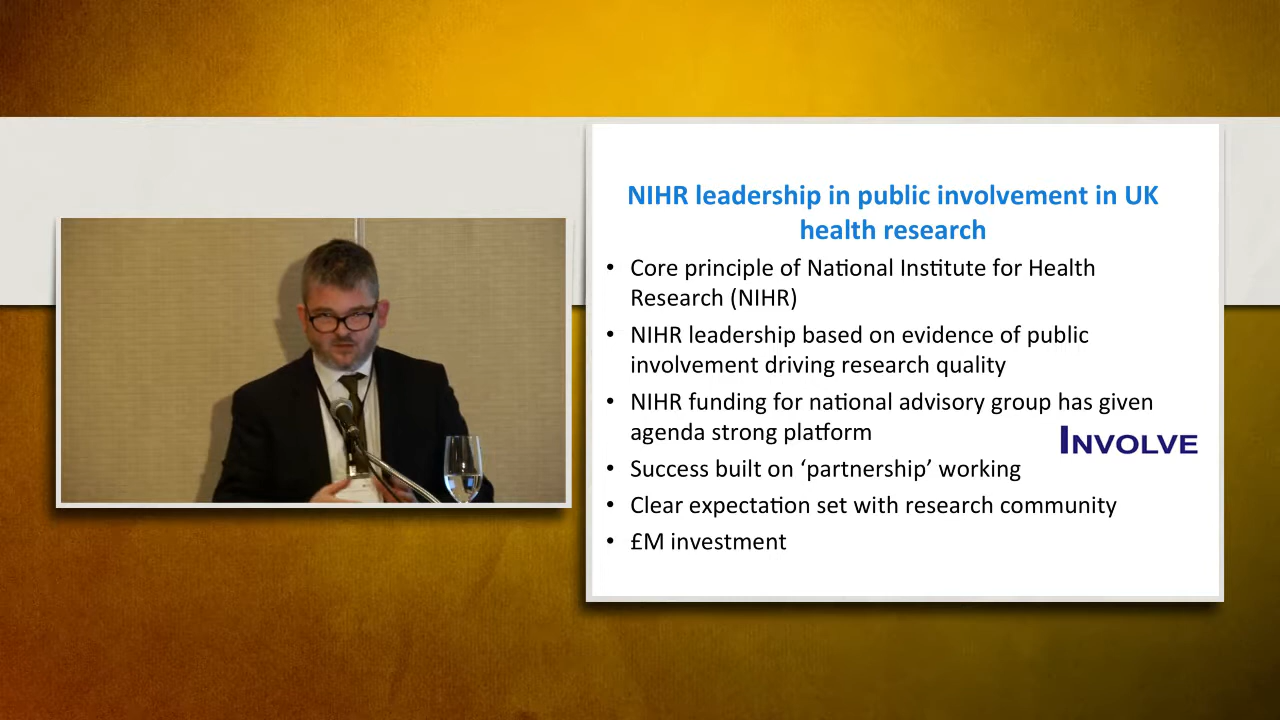 NIHR leadership in public involvement in UK
health research
• Core principle of National Institute for Health
Research (NIHR)
• NIHR leadership based on evidence of public
involvement driving research quality
• NIHR funding for national advisory group has given
agenda strong platform
INVOLVE
• Success built on ‘partnership’ working
• Clear expectation set with research community
• £M investment